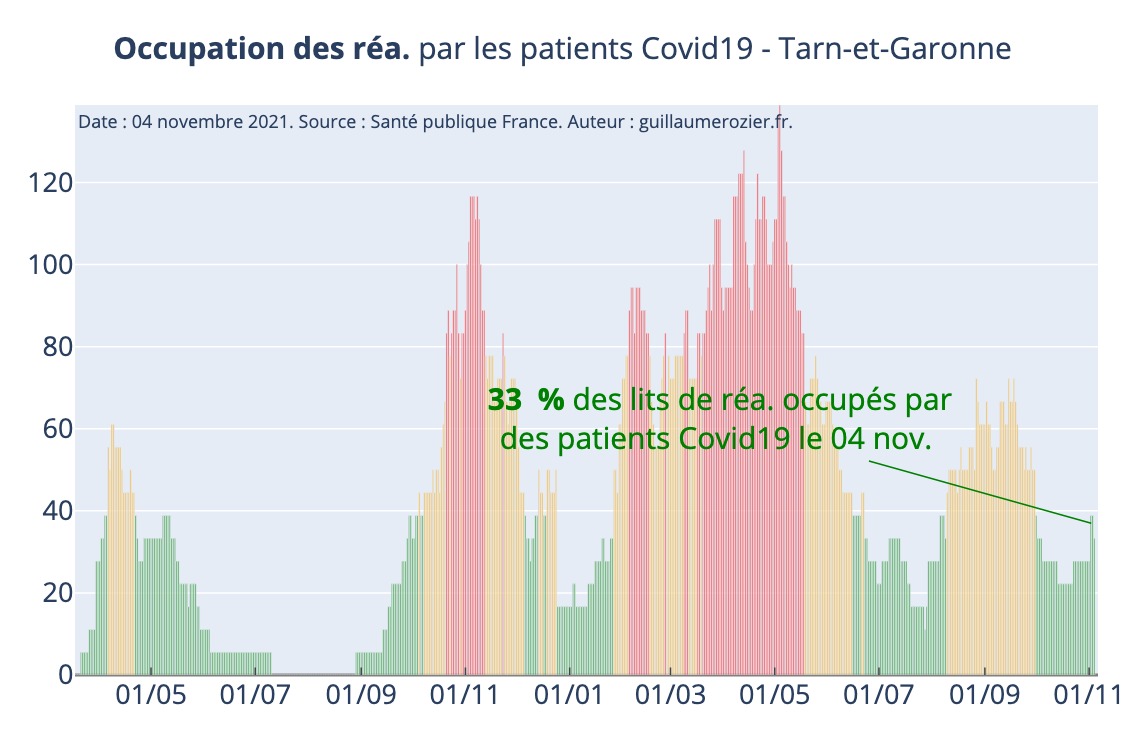 Occupation des réa. par les patients Covid19 - Tarn-et-Garonne
Date : 04 novembre 2021. Source : Santé publique France. Auteur : guillaumerozier.fr.
120
100
80
60
40
20
0
33 % des lits de réa. occupés par
des patients Covid19 le 04 nov.
01/05 01/07 01/09 01/11 01/01 01/03 01/05 01/07 01/09 01/11